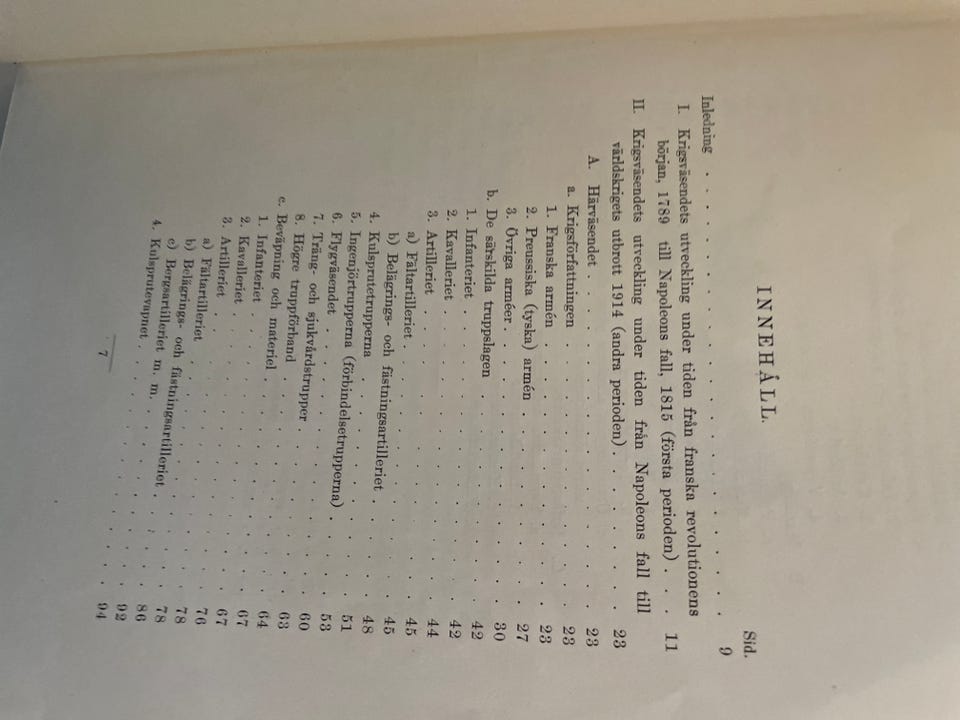 INNEHÅLL.
Sid.
Inledning . . . . . . . . . . . . . . . . . 9
I. Krigsväsendets utveckling under tiden från franska revolutionens
början, 1789 till Napoleons fall, 1815 (första perioden) . . . 11
II. Krigsväsendets utveckling under tiden från Napoleons fall till
världskrigets utbrott 1914 (andra perioden) . . . . . . 23
A. Härväsendet . . . . . . . . . . . . . . 23
a. Krigsförfattningen . . . . . . . . . . . . 23
1. Franska armén . . . . . . . . . . . . 23
2. Preussiska (tyska) armén . . . . . . . . . 27
3. Övriga arméer . . . . . . . . . . . . 30
b. De särskilda truppslagen . . . . . . . . . . 42
1. Infanteriet . . . . . . . . . . . . . 42
2. Kavalleriet . . . . . . . . . . . . . 44
3. Artilleriet . . . . . . . . . . . . . 45
a) Fältartilleriet . . . . . . . . . . . . 45
b) Belägrings- och fästningsartilleriet . . . . . . 48
4. Kulsprutetrupperna . . . . . . . . . . . 51
5. Ingenjörtrupperna (förbindelsetrupperna) . . . . . 53
6. Flygväsendet . . . . . . . . . . . . . 60
7. Träng- och sjukvårdstrupper . . . . . . . . 63
8. Högre truppförband . . . . . . . . . . . 64
c. Beväpning och materiel . . . . . . . . . . . 67
1. Infanteriet . . . . . . . . . . . . . 67
2. Kavalleriet . . . . . . . . . . . . . 76
3. Artilleriet . . . . . . . . . . . . . 78
a) Fältartilleriet . . . . . . . . . . . . 78
b) Belägrings- och fästningsartilleriet . . . . . . 86
c) Bergsartilleriet m. m. . . . . . . . . . . 92
4. Kulsprutevapnet . . . . . . . . . . . . 94
7